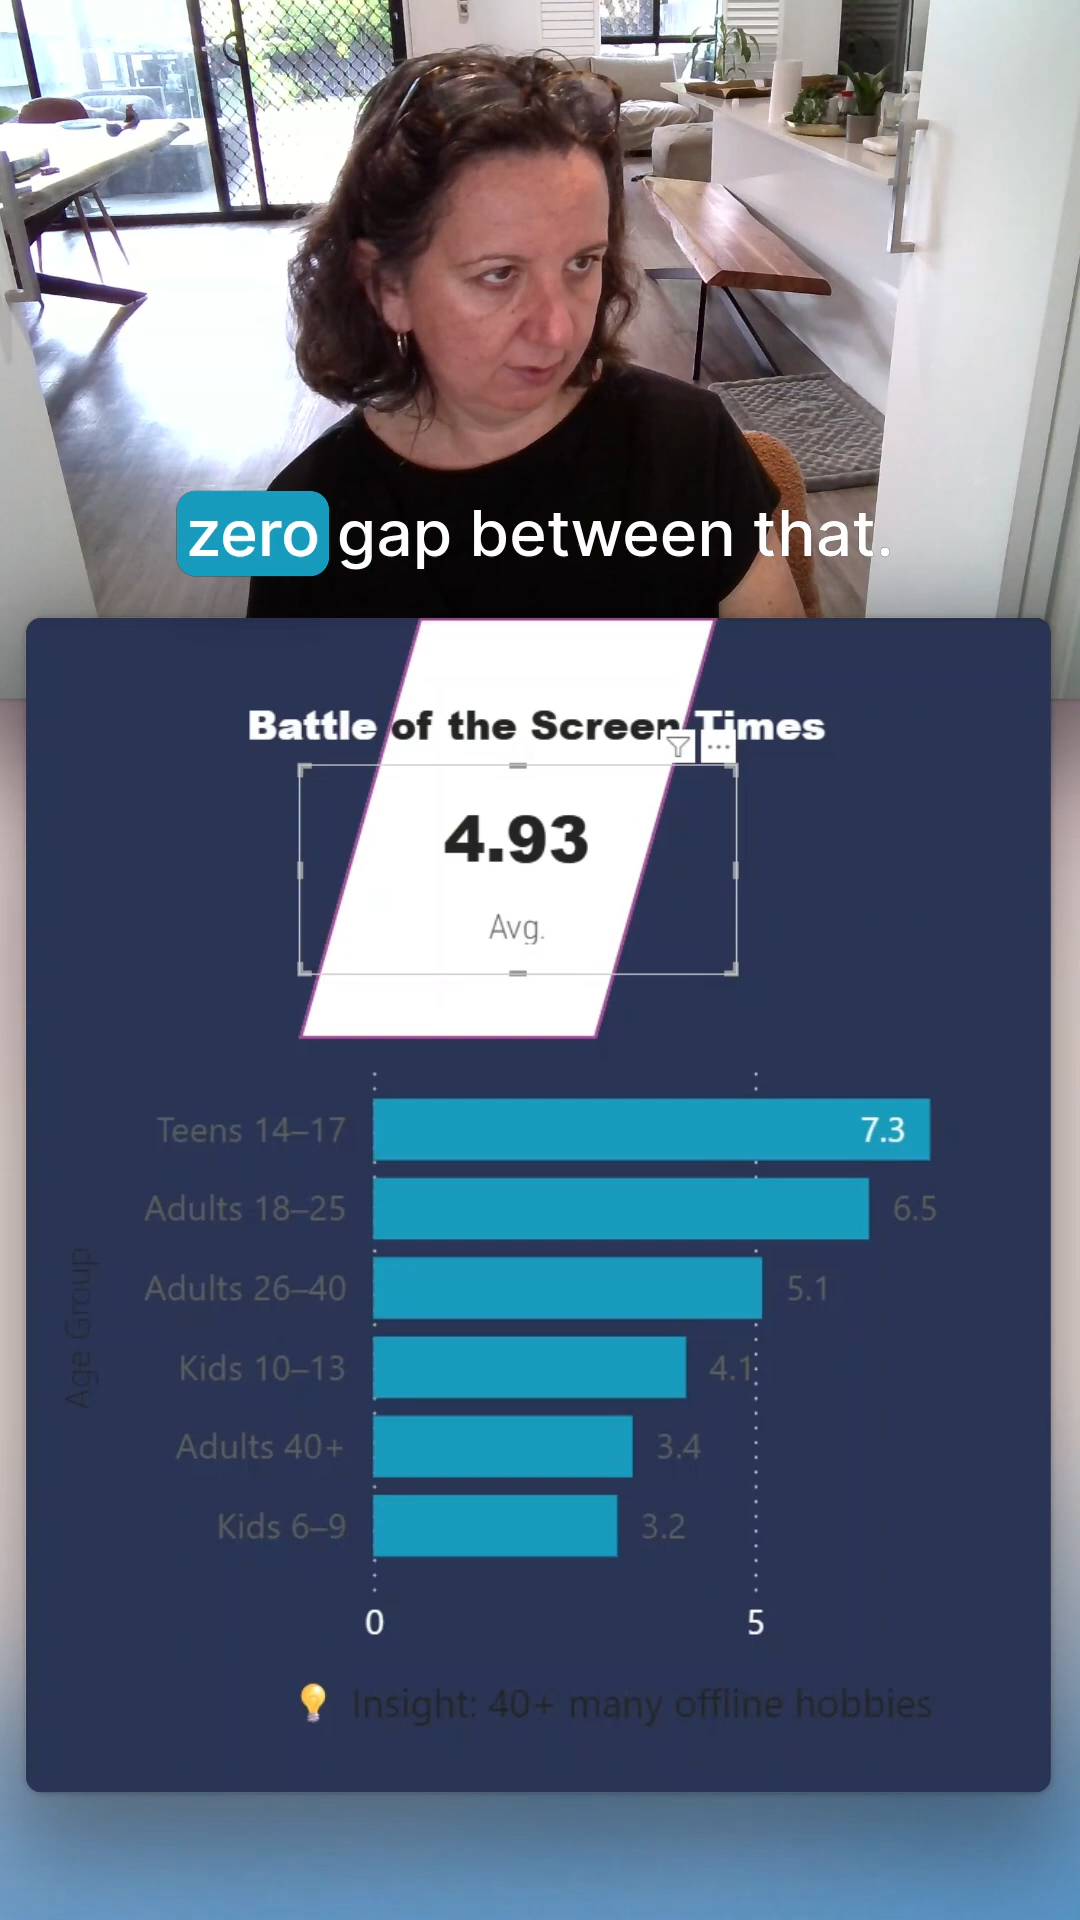 zero gap between that.
Battle of the Screen Times
4.93
Avg.
Age Group
Teens 14–17 7.3
Adults 18–25 6.5
Adults 26–40 5.1
Kids 10–13 4.1
Adults 40+ 3.4
Kids 6–9 3.2
0 5
💡 Insight: 40+ many offline hobbies